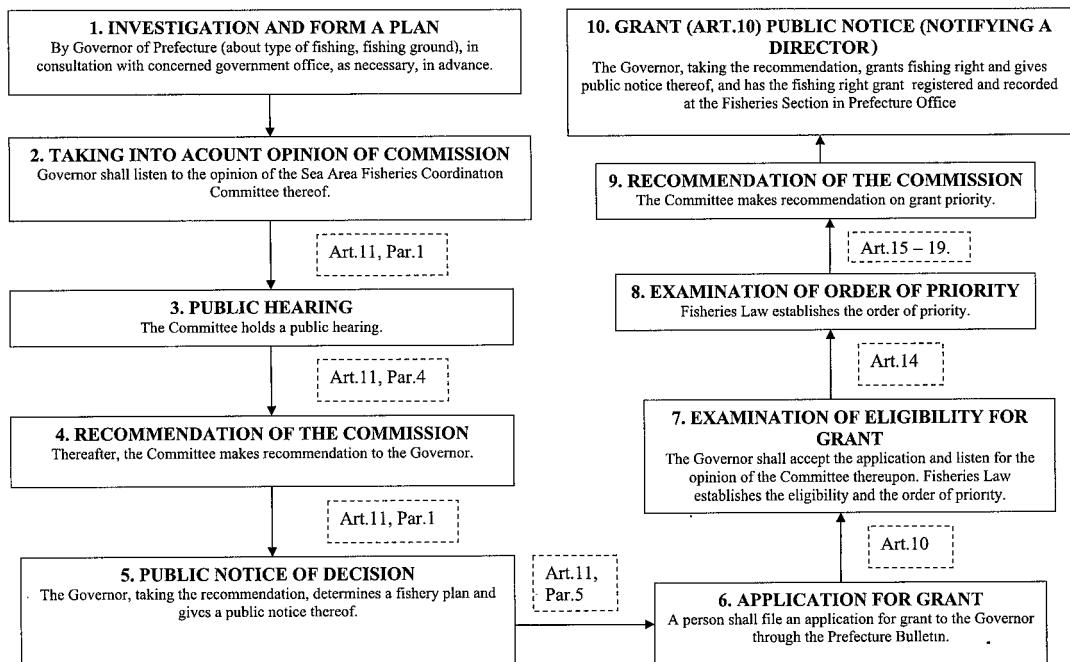 1. INVESTIGATION AND FORM A PLAN
By Governor of Prefecture (about type of fishing, fishing ground), in
consultation with concerned government office, as necessary, in advance.
2. TAKING INTO ACOUNT OPINION OF COMMISSION
Governor shall listen to the opinion of the Sea Area Fisheries Coordination
Committee thereof.
Art.11, Par.1
3. PUBLIC HEARING
The Committee holds a public hearing.
Art.11, Par.4
4. RECOMMENDATION OF THE COMMISSION
Thereafter, the Committee makes recommendation to the Governor.
Art.11, Par.1
5. PUBLIC NOTICE OF DECISION
The Governor, taking the recommendation, determines a fishery plan and
gives a public notice thereof.
Art.11,
Par.5
6. APPLICATION FOR GRANT
A person shall file an application for grant to the Governor
through the Prefecture Bulletin.
Art.10
7. EXAMINATION OF ELIGIBILITY FOR
GRANT
The Governor shall accept the application and listen for the
opinion of the Committee thereupon. Fisheries Law
establishes the eligibility and the order of priority.
Art.14
8. EXAMINATION OF ORDER OF PRIORITY
Fisheries Law establishes the order of priority.
Art.15 – 19.
9. RECOMMENDATION OF THE COMMISSION
The Committee makes recommendation on grant priority.
10. GRANT (ART.10) PUBLIC NOTICE (NOTIFYING A
DIRECTOR)
The Governor, taking the recommendation, grants fishing right and gives
public notice thereof, and has the fishing right grant registered and recorded
at the Fisheries Section in Prefecture Office